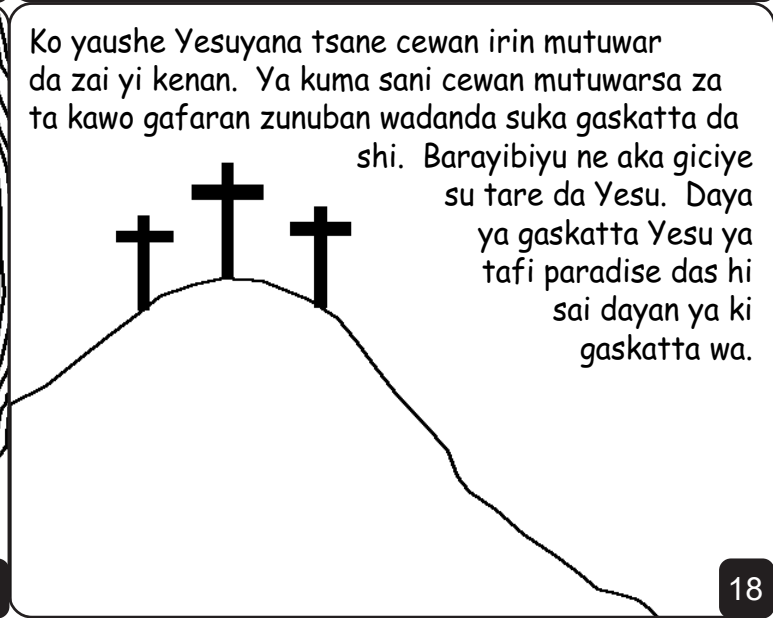 Ko yaushe Yesuyana tsane cewan irin mutuwar
da zai yi kenan. Ya kuma sani cewan mutuwarsa za
ta kawo gafaran zunuban wadanda suka gaskatta da
shi. Barayibiyu ne aka giciye
su tare da Yesu. Daya
ya gaskatta Yesu ya
tafi paradise das hi
sai dayan ya ki
gaskatta wa.
18